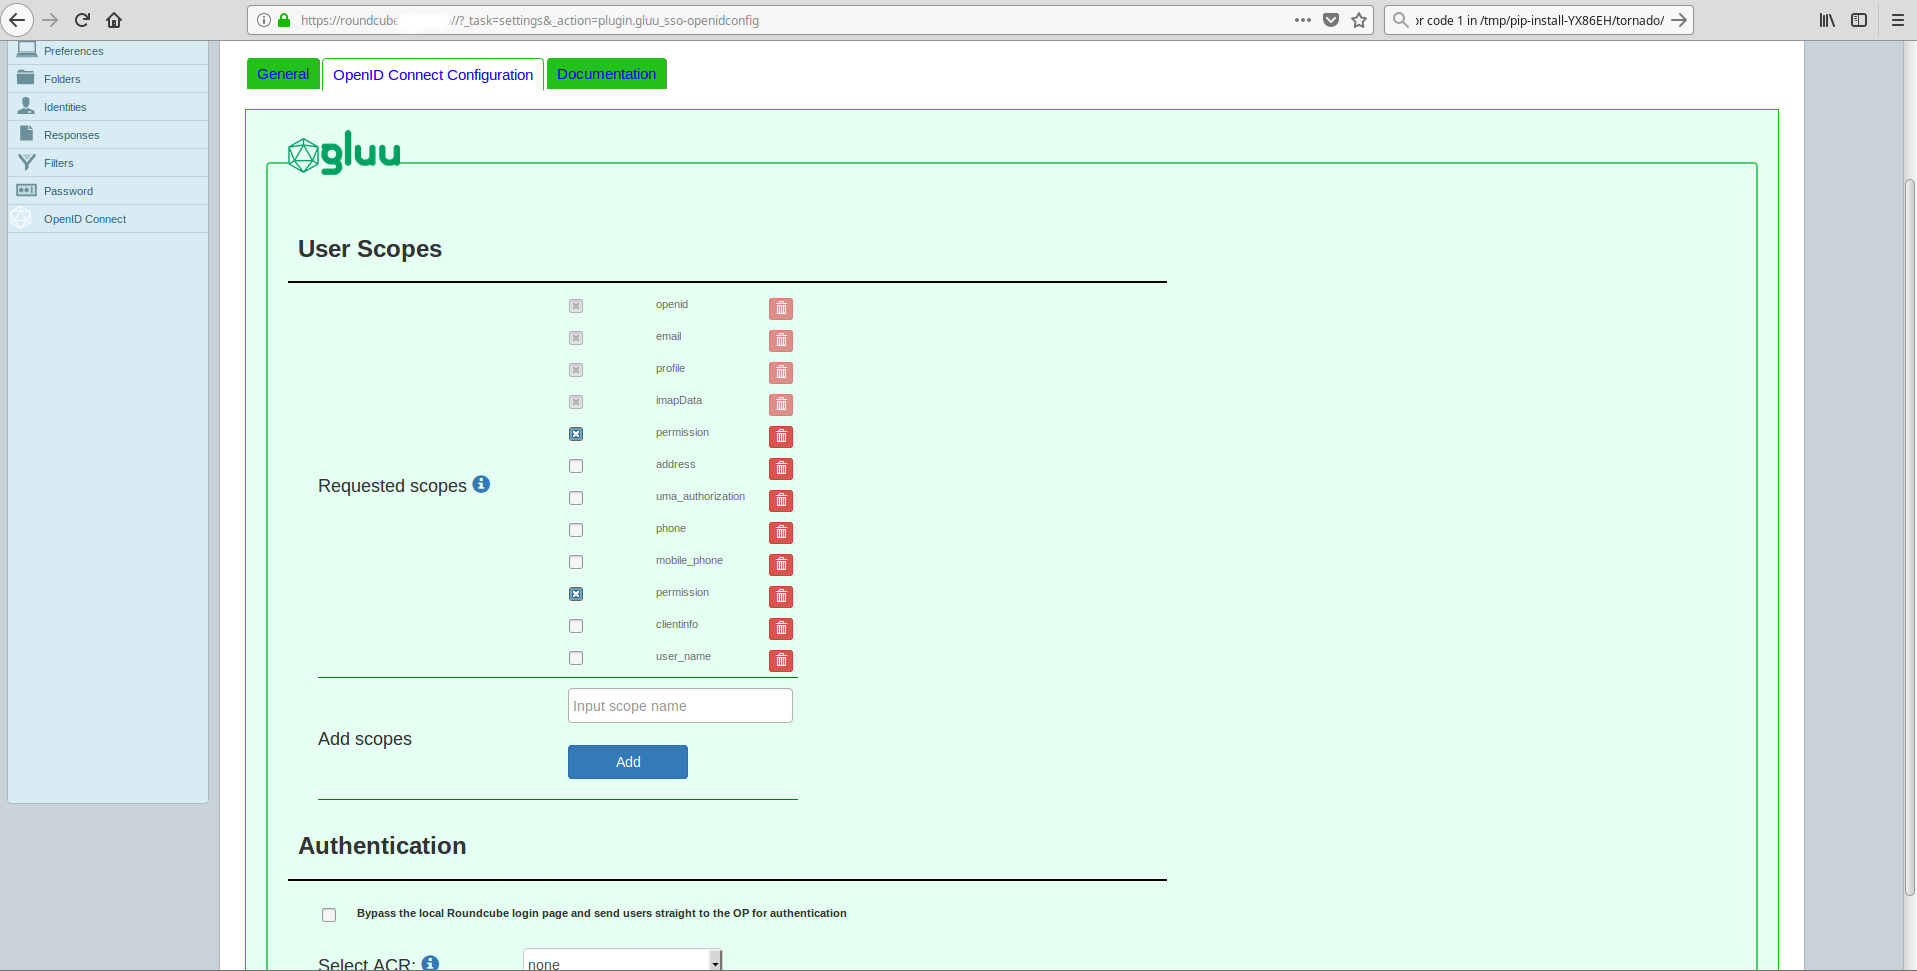 https://roundcube //?_task=settings&_action=plugin.gluu_sso-openidconfig
or code 1 in /tmp/pip-install-YX86EH/tornado/
Preferences
Folders
Identities
Responses
Filters
Password
OpenID Connect
General
OpenID Connect Configuration
Documentation
gluu
User Scopes
Requested scopes
openid
email
profile
imapData
permission
address
uma_authorization
phone
mobile_phone
permission
clientinfo
user_name
Add scopes
Input scope name
Add
Authentication
Bypass the local Roundcube login page and send users straight to the OP for authentication
Select ACR:
none